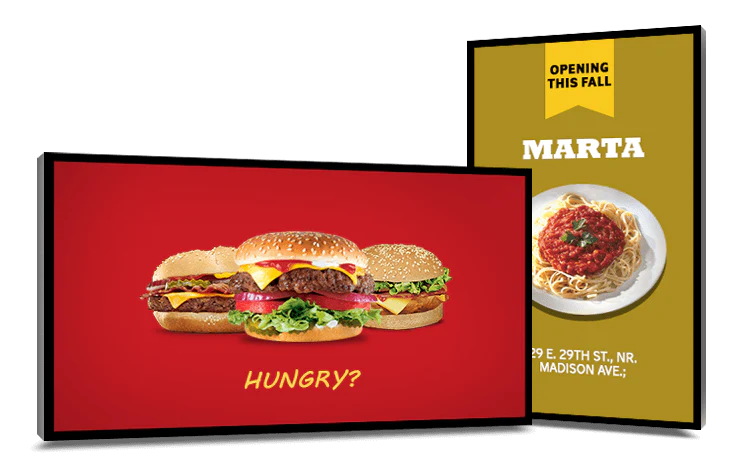 OPENING
THIS FALL
MARTA
29 E. 29TH ST., NR.
MADISON AVE.;
HUNGRY?